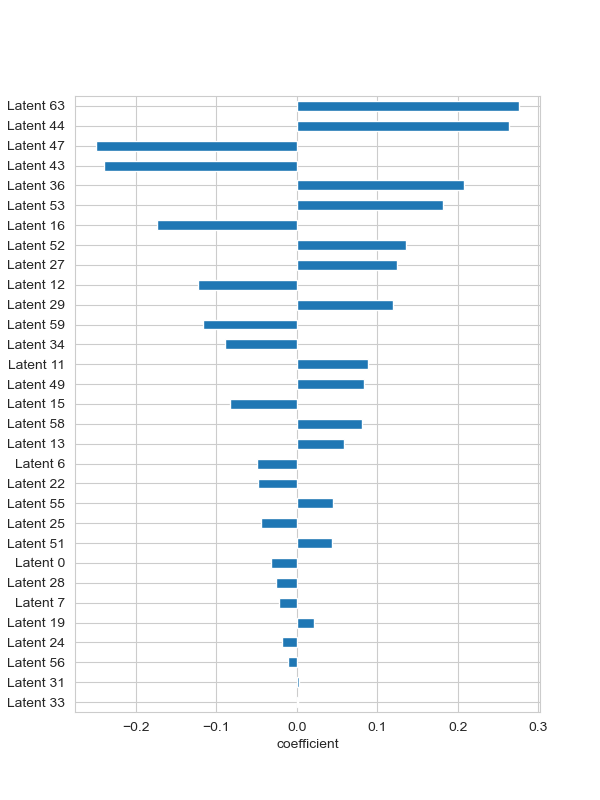 Latent 63
Latent 44
Latent 47
Latent 43
Latent 36
Latent 53
Latent 16
Latent 52
Latent 27
Latent 12
Latent 29
Latent 59
Latent 34
Latent 11
Latent 49
Latent 15
Latent 58
Latent 13
Latent 6
Latent 22
Latent 55
Latent 25
Latent 51
Latent 0
Latent 28
Latent 7
Latent 19
Latent 24
Latent 56
Latent 31
Latent 33
−0.2 −0.1 0.0 0.1 0.2 0.3
coefficient